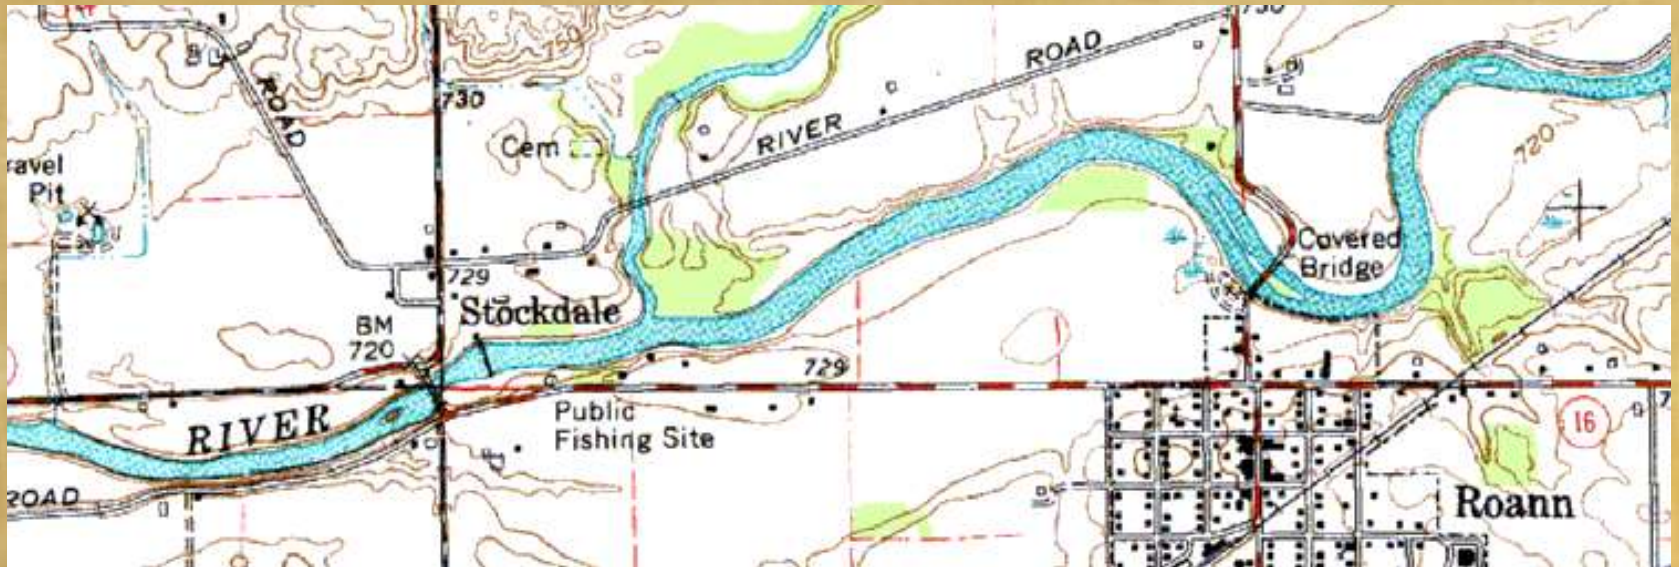 730
750
ROAD
ROAD
730
Cem
RIVER
720
Pit
Covered
Bridge
729
Stockdale
BM
720
729
RIVER
Public
Fishing Site
16
ROAD
Roann